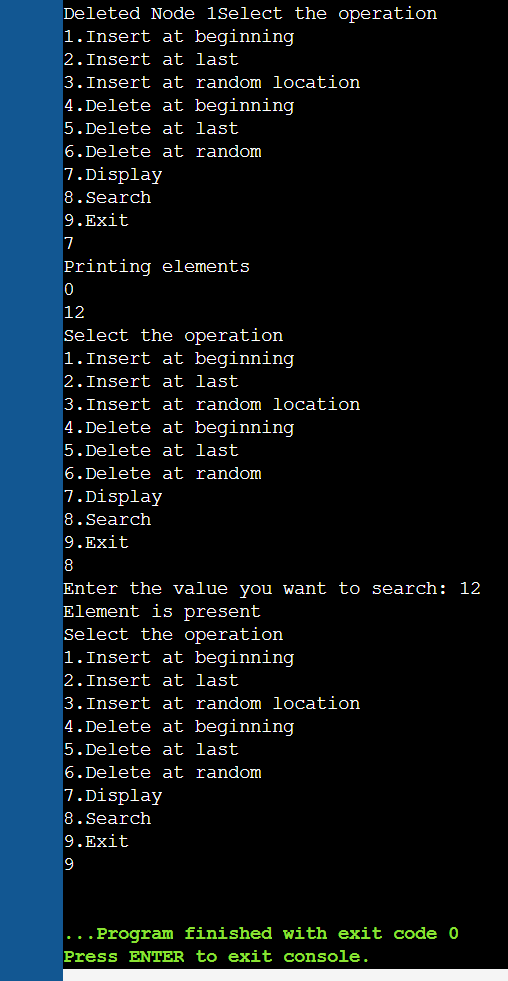 Deleted Node 1Select the operation
1.Insert at beginning
2.Insert at last
3.Insert at random location
4.Delete at beginning
5.Delete at last
6.Delete at random
7.Display
8.Search
9.Exit
7
Printing elements
0
12
Select the operation
1.Insert at beginning
2.Insert at last
3.Insert at random location
4.Delete at beginning
5.Delete at last
6.Delete at random
7.Display
8.Search
9.Exit
8
Enter the value you want to search: 12
Element is present
Select the operation
1.Insert at beginning
2.Insert at last
3.Insert at random location
4.Delete at beginning
5.Delete at last
6.Delete at random
7.Display
8.Search
9.Exit
9
...Program finished with exit code 0
Press ENTER to exit console.